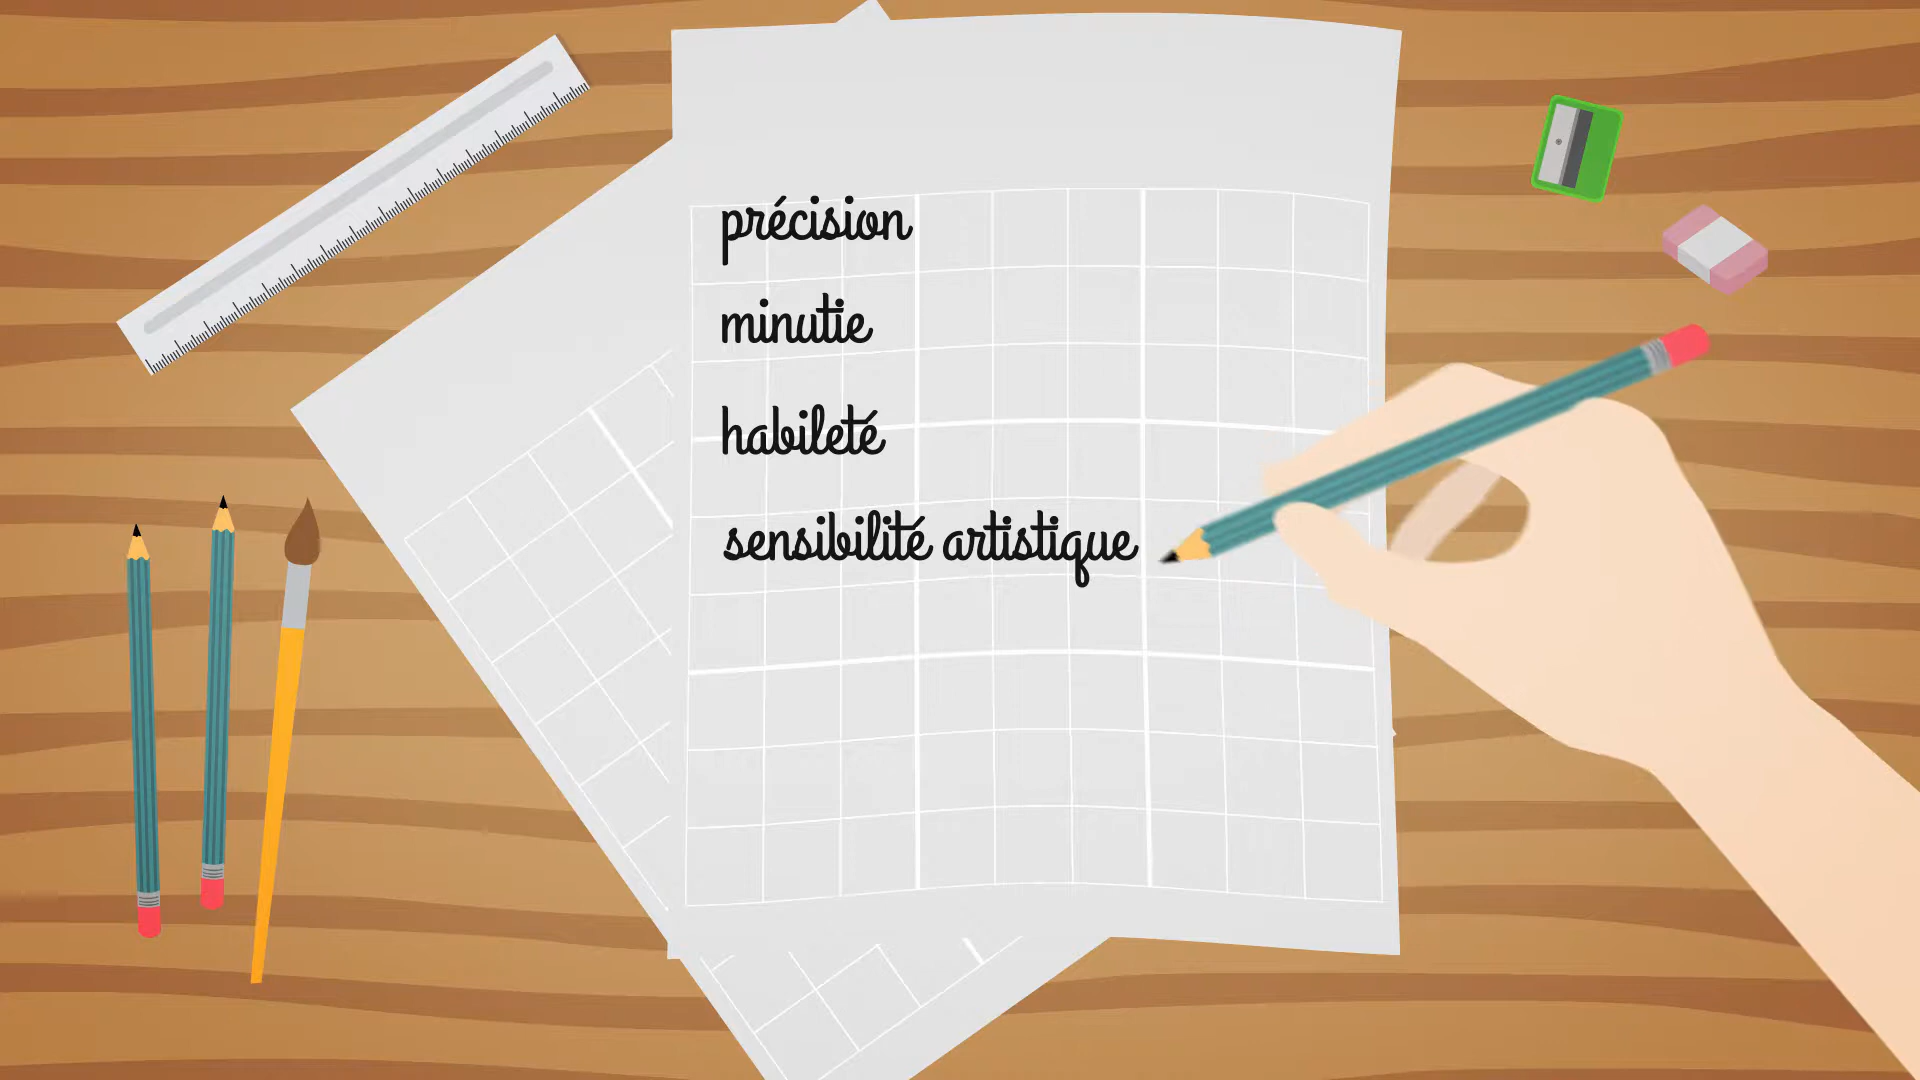 précision
minutie
habileté
sensibilité artistique